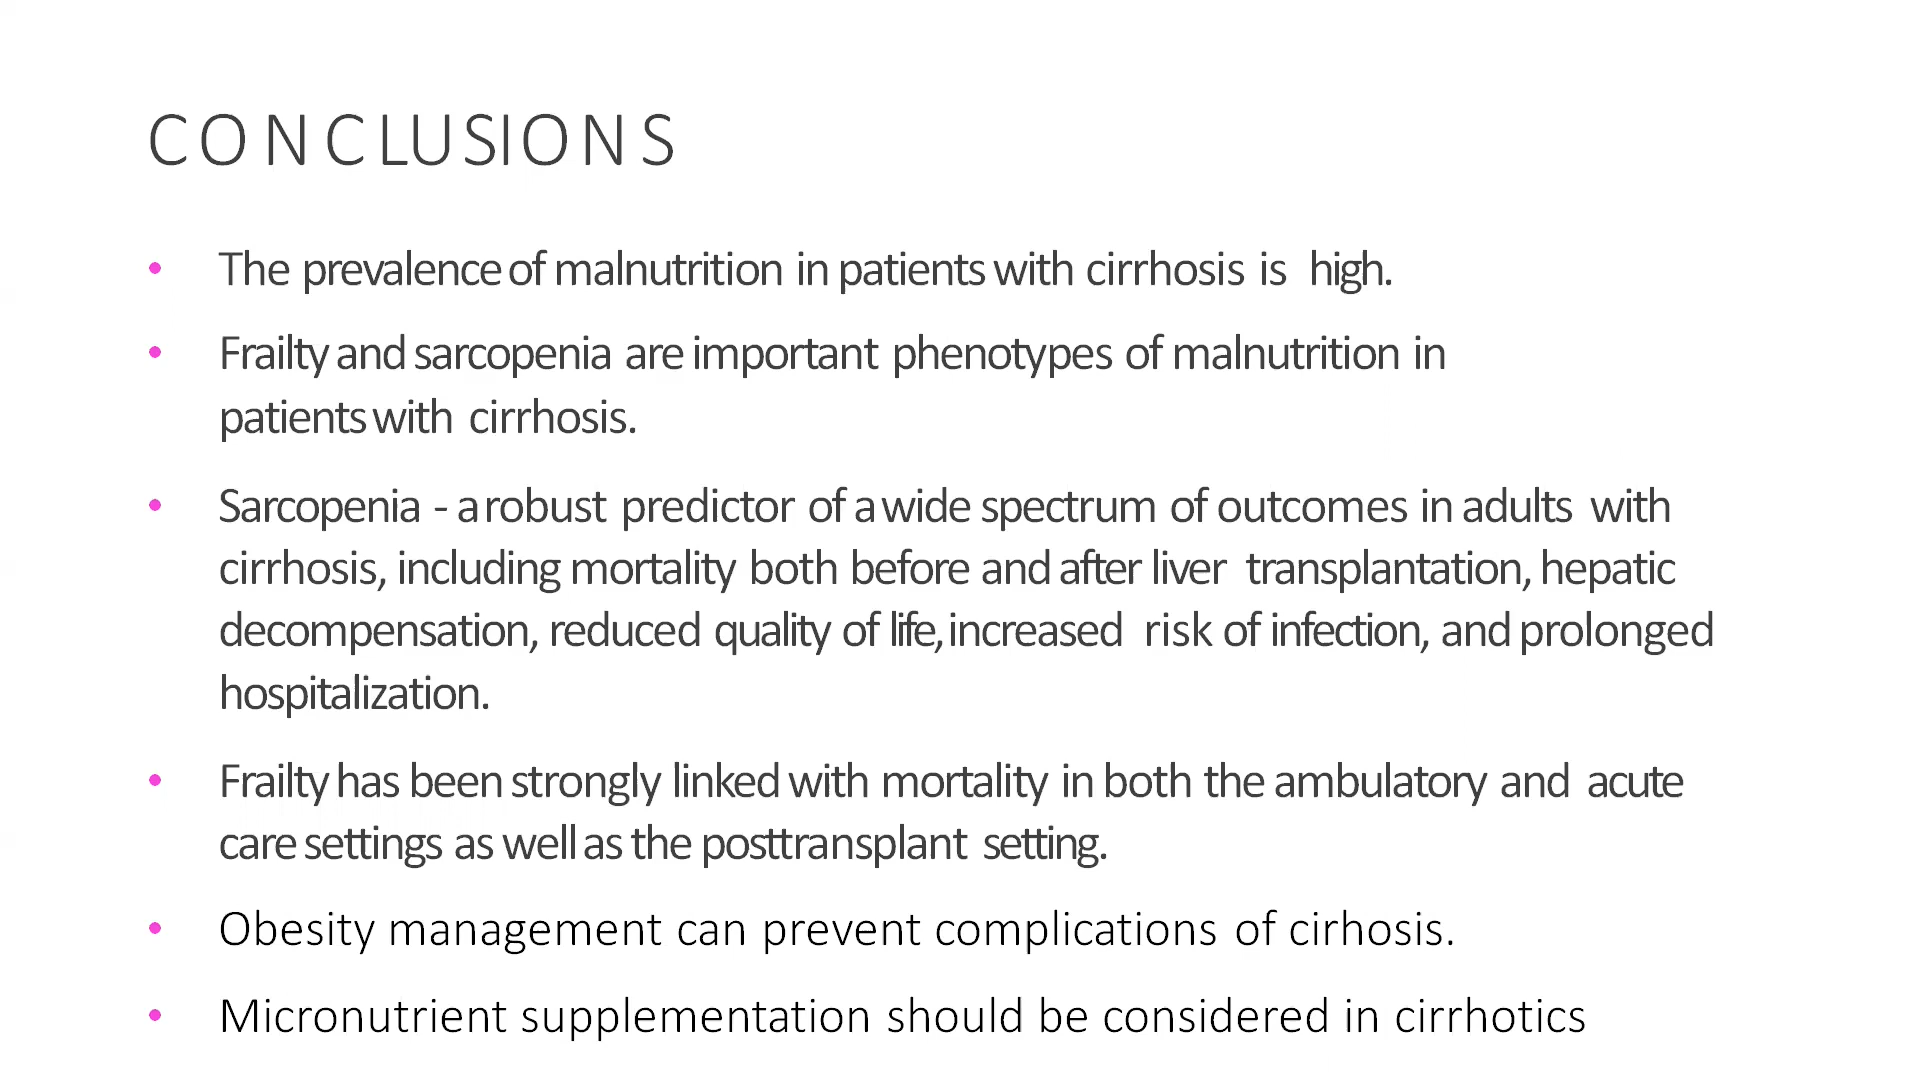 CONCLUSIONS
• The prevalence of malnutrition in patients with cirrhosis is high.
• Frailty and sarcopenia are important phenotypes of malnutrition in
patients with cirrhosis.
• Sarcopenia - a robust predictor of a wide spectrum of outcomes in adults with
cirrhosis, including mortality both before and after liver transplantation, hepatic
decompensation, reduced quality of life, increased risk of infection, and prolonged
hospitalization.
• Frailty has been strongly linked with mortality in both the ambulatory and acute
care settings as well as the posttransplant setting.
• Obesity management can prevent complications of cirhosis.
• Micronutrient supplementation should be considered in cirrhotics